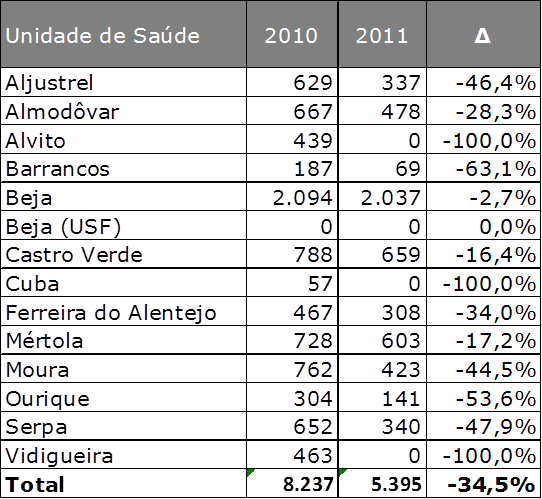 Unidade de Saúde 2010 2011 Δ
Aljustrel 629 337 -46,4%
Almodôvar 667 478 -28,3%
Alvito 439 0 -100,0%
Barrancos 187 69 -63,1%
Beja 2.094 2.037 -2,7%
Beja (USF) 0 0 0,0%
Castro Verde 788 659 -16,4%
Cuba 57 0 -100,0%
Ferreira do Alentejo 467 308 -34,0%
Mértola 728 603 -17,2%
Moura 762 423 -44,5%
Ourique 304 141 -53,6%
Serpa 652 340 -47,9%
Vidigueira 463 0 -100,0%
Total 8.237 5.395 -34,5%